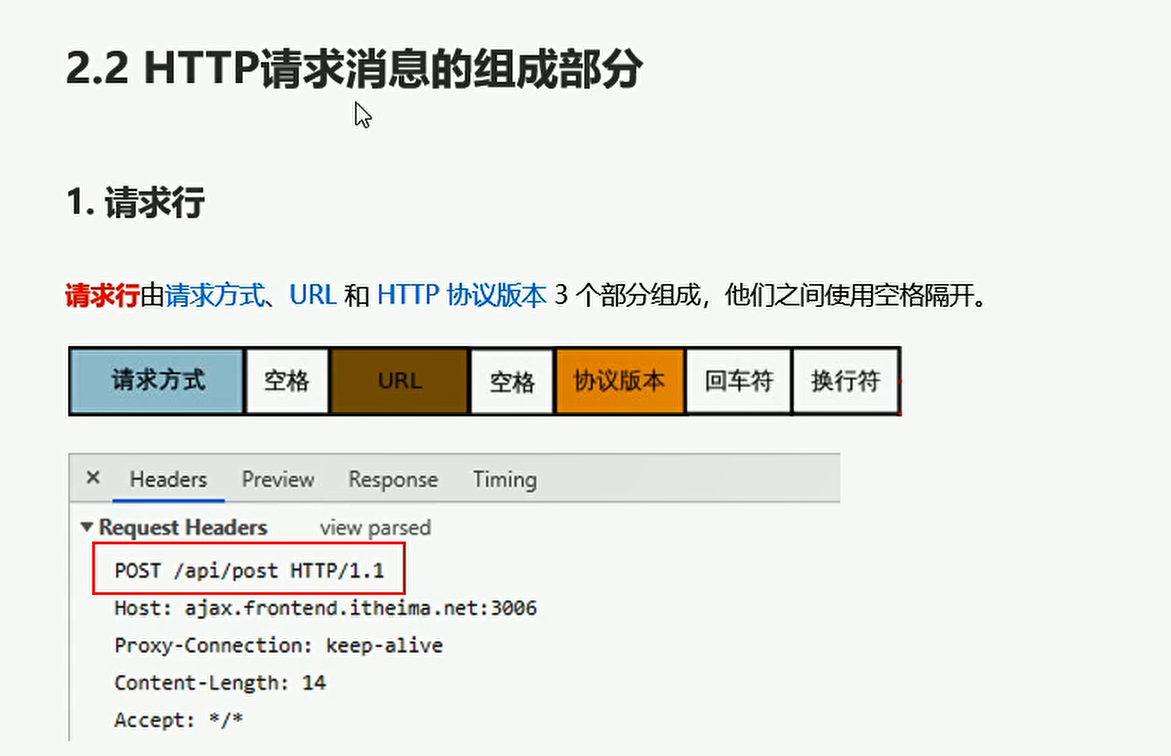 2.2 HTTP请求消息的组成部分
1. 请求行
请求行由请求方式、URL 和 HTTP 协议版本 3 个部分组成，他们之间使用空格隔开。
请求方式 空格 URL 空格 协议版本 回车符 换行符
× Headers Preview Response Timing
▼ Request Headers view parsed
POST /api/post HTTP/1.1
Host: ajax.frontend.itheima.net:3006
Proxy-Connection: keep-alive
Content-Length: 14
Accept: */*